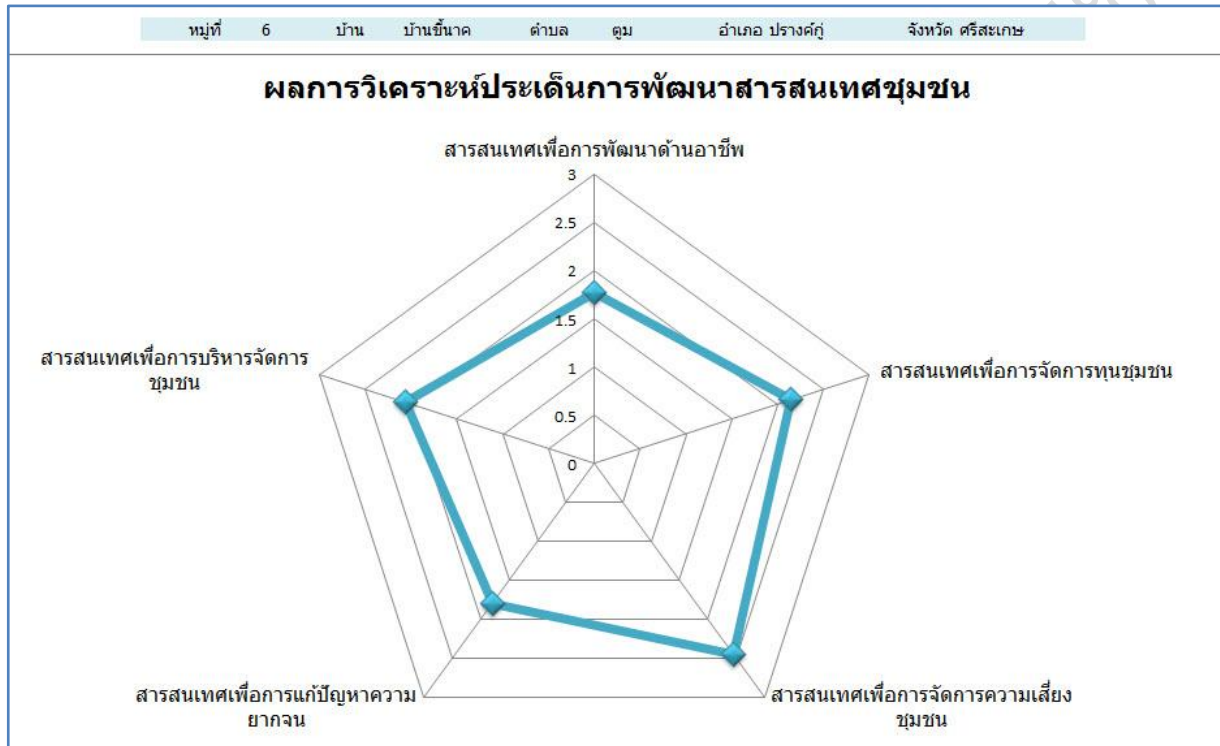 หมู่ที่ 6 บ้าน บ้านขี้นาค ตำบล ตูม อำเภอ ปรางค์กู่ จังหวัด ศรีสะเกษ
ผลการวิเคราะห์ประเด็นการพัฒนาสารสนเทศชุมชน
สารสนเทศเพื่อการพัฒนาด้านอาชีพ
3
2.5
2
1.5
1
0.5
0
สารสนเทศเพื่อการจัดการทุนชุมชน
สารสนเทศเพื่อการจัดการความเสี่ยง
ชุมชน
สารสนเทศเพื่อการแก้ปัญหาความ
ยากจน
สารสนเทศเพื่อการบริหารจัดการ
ชุมชน